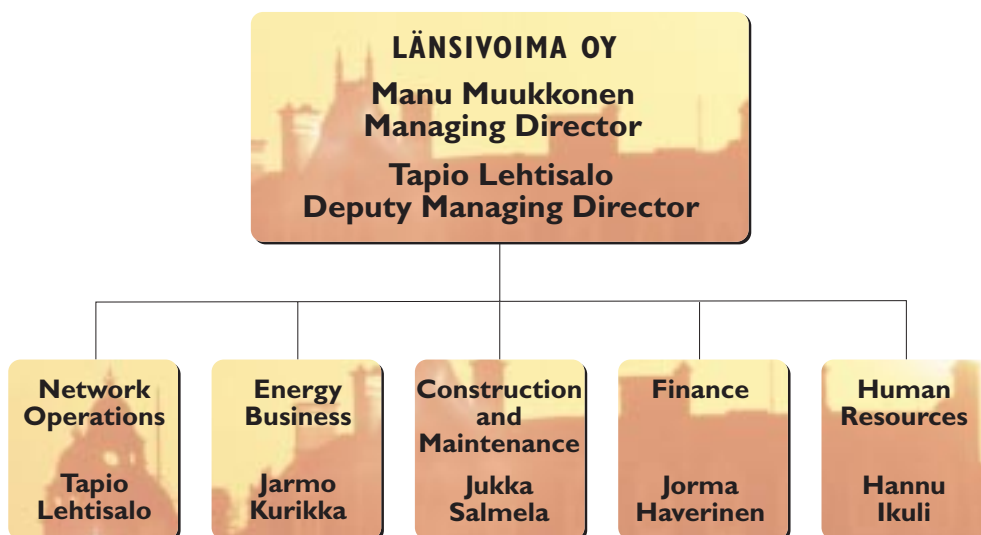 LÄNSIVOIMA OY
Manu Muukkonen
Managing Director
Tapio Lehtisalo
Deputy Managing Director
Network
Operations
Tapio
Lehtisalo
Energy
Business
Jarmo
Kurikka
Construction
and
Maintenance
Jukka
Salmela
Finance
Jorma
Haverinen
Human
Resources
Hannu
Ikuli